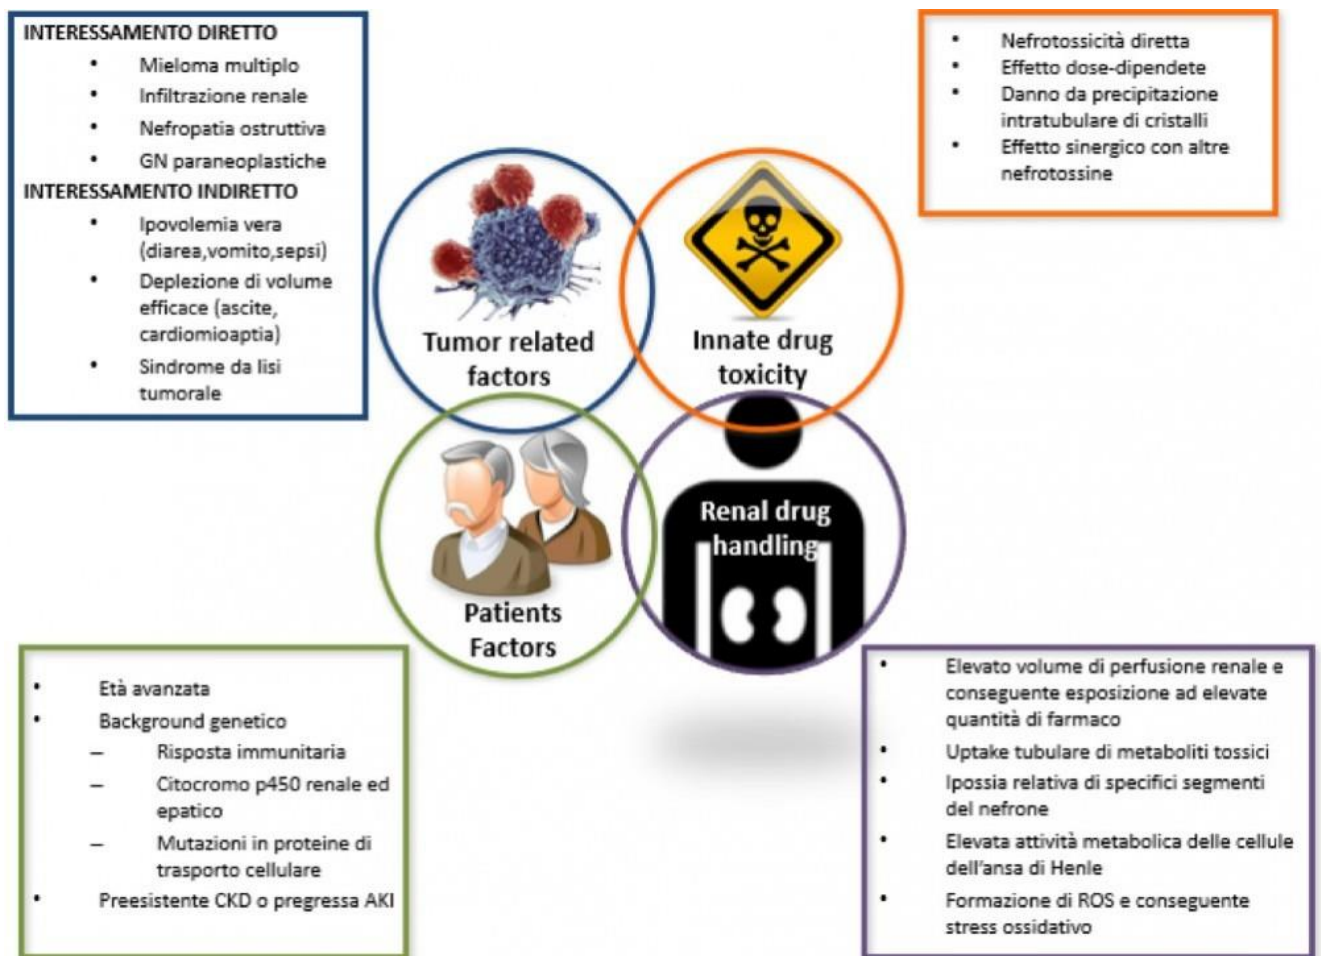 INTERESSAMENTO DIRETTO
• Mieloma multiplo
• Infiltrazione renale
• Nefropatia ostruttiva
• GN paraneoplastiche
INTERESSAMENTO INDIRETTO
• Ipovolemia vera
(diarea,vomito,sepsi)
• Deplezione di volume
efficace (ascite,
cardiomioaptia)
• Sindrome da lisi
tumorale
• Nefrotossicità diretta
• Effetto dose-dipendete
• Danno da precipitazione
intratubulare di cristalli
• Effetto sinergico con altre
nefrotossine
Tumor related
factors
Innate drug
toxicity
Patients
Factors
Renal drug
handling
• Età avanzata
• Background genetico
– Risposta immunitaria
– Citocromo p450 renale ed
epatico
– Mutazioni in proteine di
trasporto cellulare
• Preesistente CKD o pregressa AKI
• Elevato volume di perfusione renale e
conseguente esposizione ad elevate
quantità di farmaco
• Uptake tubulare di metaboliti tossici
• Ipossia relativa di specifici segmenti
del nefrone
• Elevata attività metabolica delle cellule
dell'ansa di Henle
• Formazione di ROS e conseguente
stress ossidativo